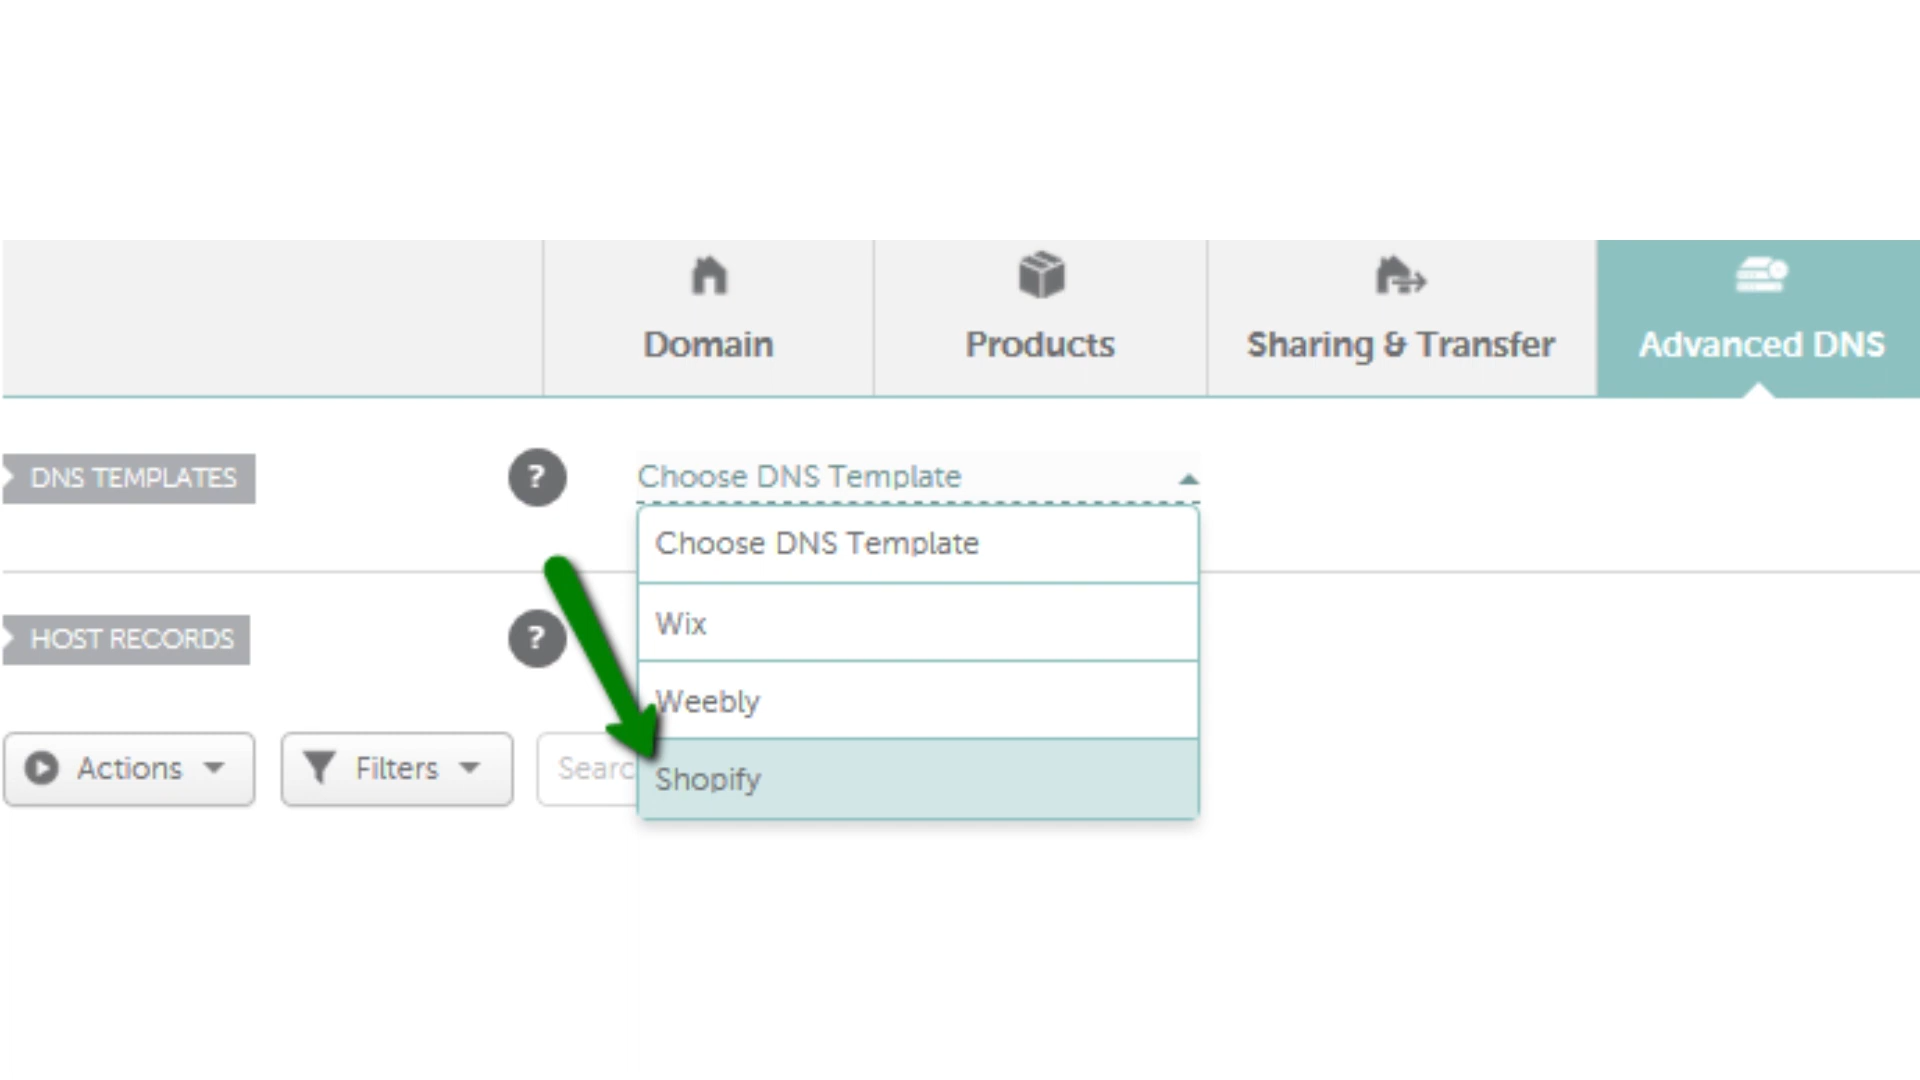 Domain
Products
Sharing & Transfer
Advanced DNS
DNS TEMPLATES
?
Choose DNS Template
Choose DNS Template
Wix
Weebly
Shopify
HOST RECORDS
?
Actions
Filters
Searc